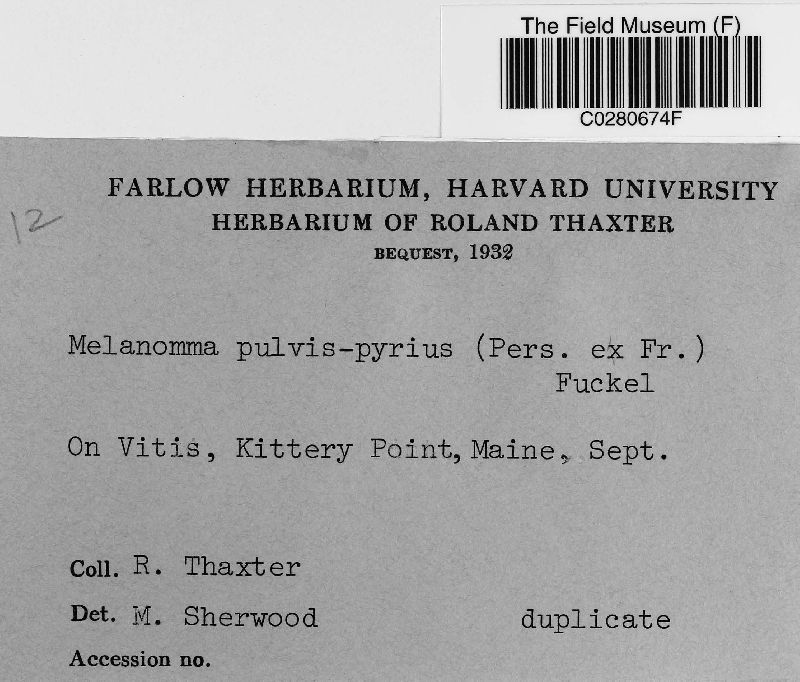 The Field Museum (F)
C0280674F
FARLOW HERBARIUM, HARVARD UNIVERSITY
12
HERBARIUM OF ROLAND THAXTER
BEQUEST, 1932
Melanomma pulvis-pyrius (Pers. ex Fr.)
Fuckel
On Vitis, Kittery Point, Maine, Sept.
Coll. R. Thaxter
Det. M. Sherwood duplicate
Accession no.